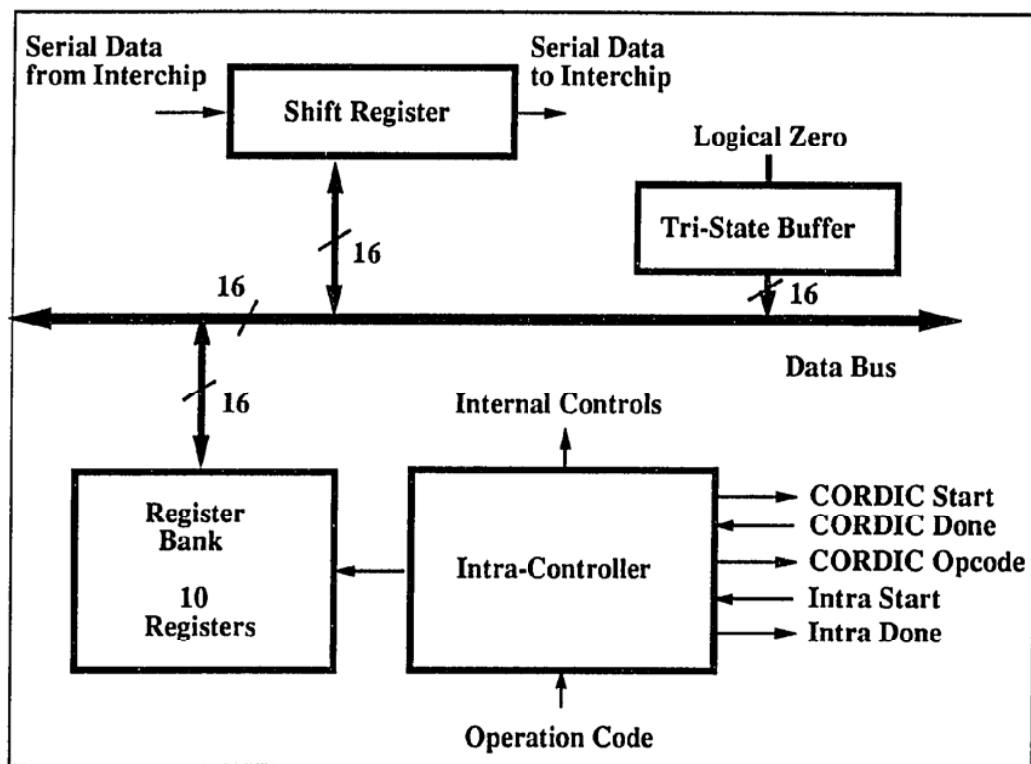 Serial Data
from Interchip
Serial Data
to Interchip
Shift Register
Logical Zero
Tri-State Buffer
16
16
16
Data Bus
16
Internal Controls
Register
Bank
10
Registers
Intra-Controller
CORDIC Start
CORDIC Done
CORDIC Opcode
Intra Start
Intra Done
Operation Code